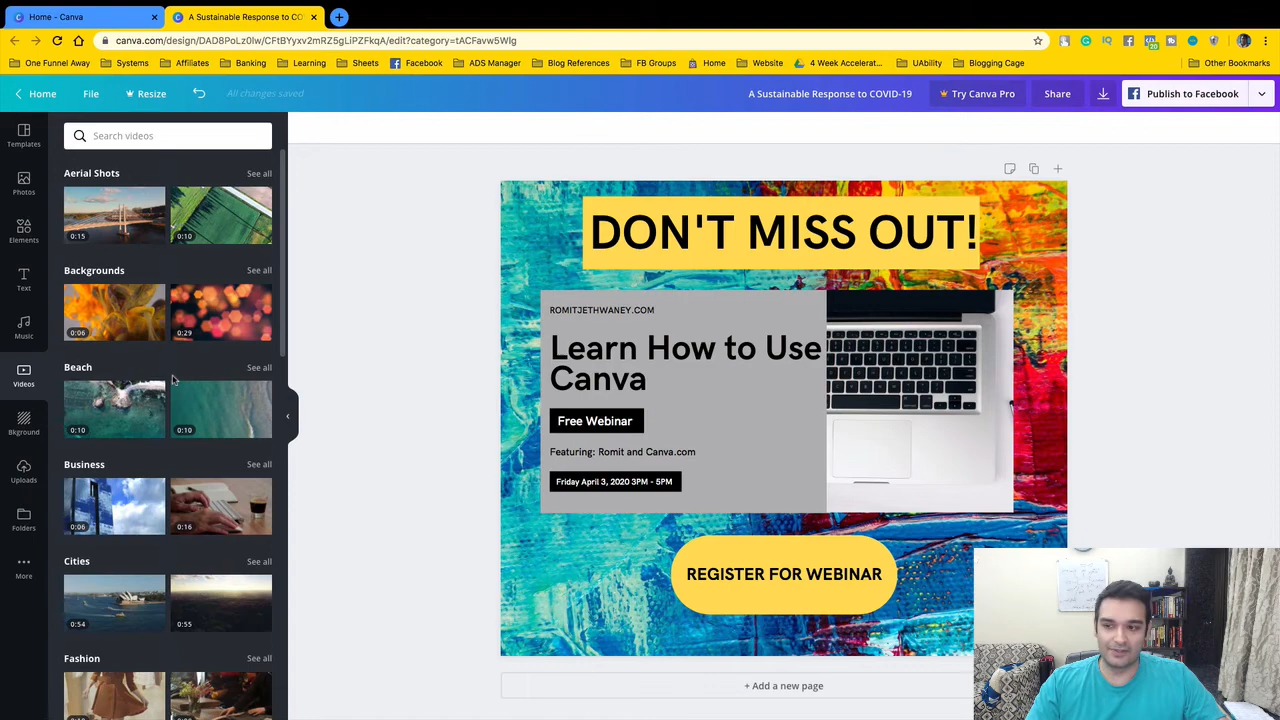 Home - Canva
A Sustainable Response to CO
canva.com/design/DAD8PoLz0lw/CFtBYyxv2mRZ5gLiPZFkqA/edit?category=tACFavw5WIg
One Funnel Away
Systems
Affiliates
Banking
Learning
Sheets
Facebook
ADS Manager
Blog References
FB Groups
Home
Website
4 Week Accelerat...
UAbility
Blogging Cage
Other Bookmarks
Home
File
Resize
All changes saved
A Sustainable Response to COVID-19
Try Canva Pro
Share
Publish to Facebook
Templates
Photos
Elements
Text
Music
Videos
Bkground
Uploads
Folders
More
Search videos
Aerial Shots
See all
0:15
0:10
Backgrounds
See all
0:06
0:29
Beach
See all
0:10
0:10
Business
See all
0:06
0:16
Cities
See all
0:54
0:55
Fashion
See all
DON'T MISS OUT!
ROMITJETHWANEY.COM
Learn How to Use
Canva
Free Webinar
Featuring: Romit and Canva.com
Friday April 3, 2020 3PM - 5PM
REGISTER FOR WEBINAR
+ Add a new page